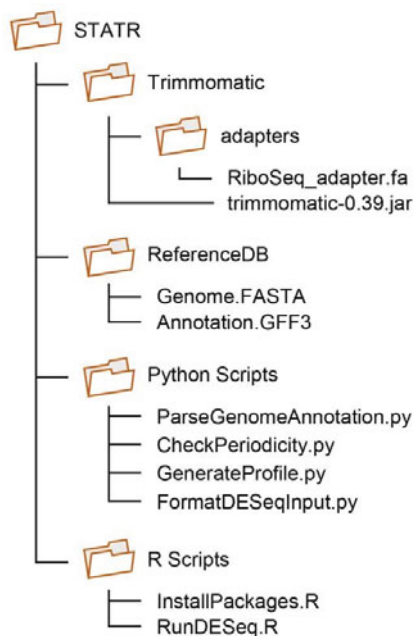 STATR
Trimmomatic
adapters
RiboSeq_adapter.fa
trimmomatic-0.39.jar
ReferenceDB
Genome.FASTA
Annotation.GFF3
Python Scripts
ParseGenomeAnnotation.py
CheckPeriodicity.py
GenerateProfile.py
FormatDESeqInput.py
R Scripts
InstallPackages.R
RunDESeq.R